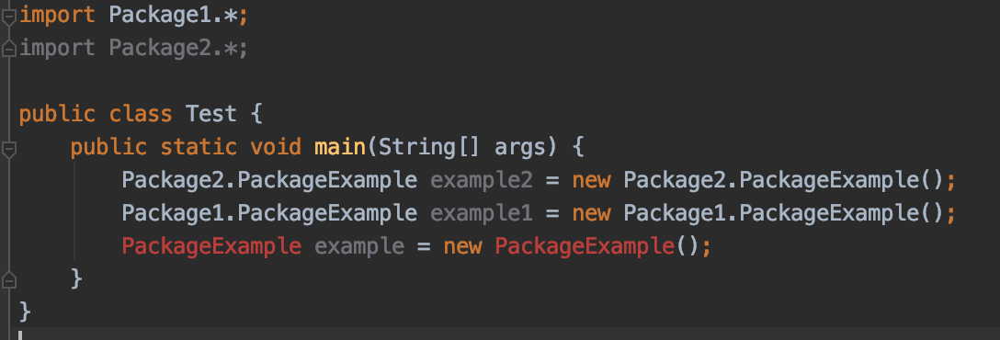 import Package1.*;
import Package2.*;
public class Test {
public static void main(String[] args) {
Package2.PackageExample example2 = new Package2.PackageExample();
Package1.PackageExample example1 = new Package1.PackageExample();
PackageExample example = new PackageExample();
}
}